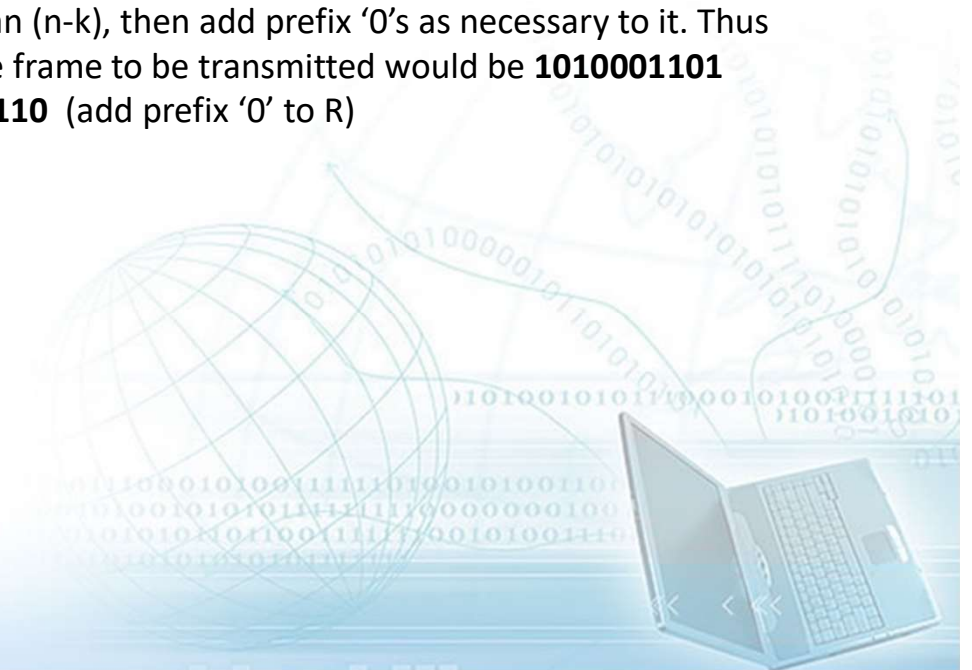 an (n-k), then add prefix ‘0’s as necessary to it. Thus
e frame to be transmitted would be 1010001101
110 (add prefix ‘0’ to R)